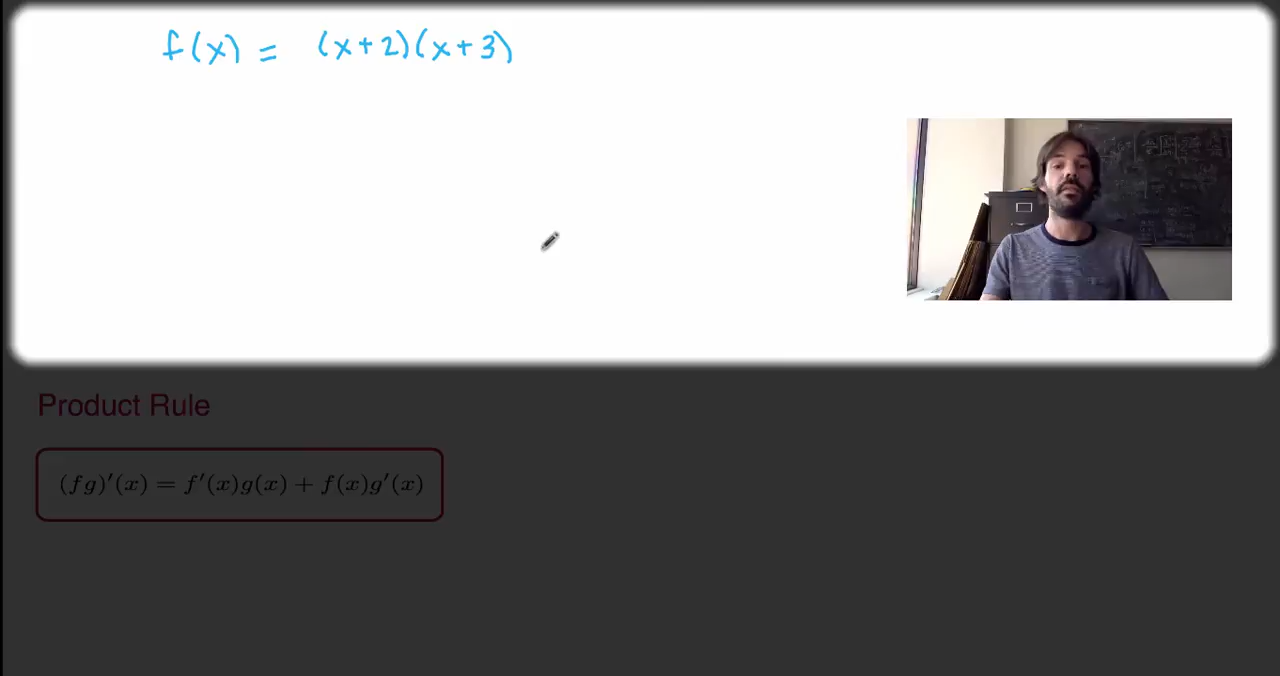 f(x) = (x+2)(x+3)
Product Rule
(fg)′(x) = f′(x)g(x) + f(x)g′(x)